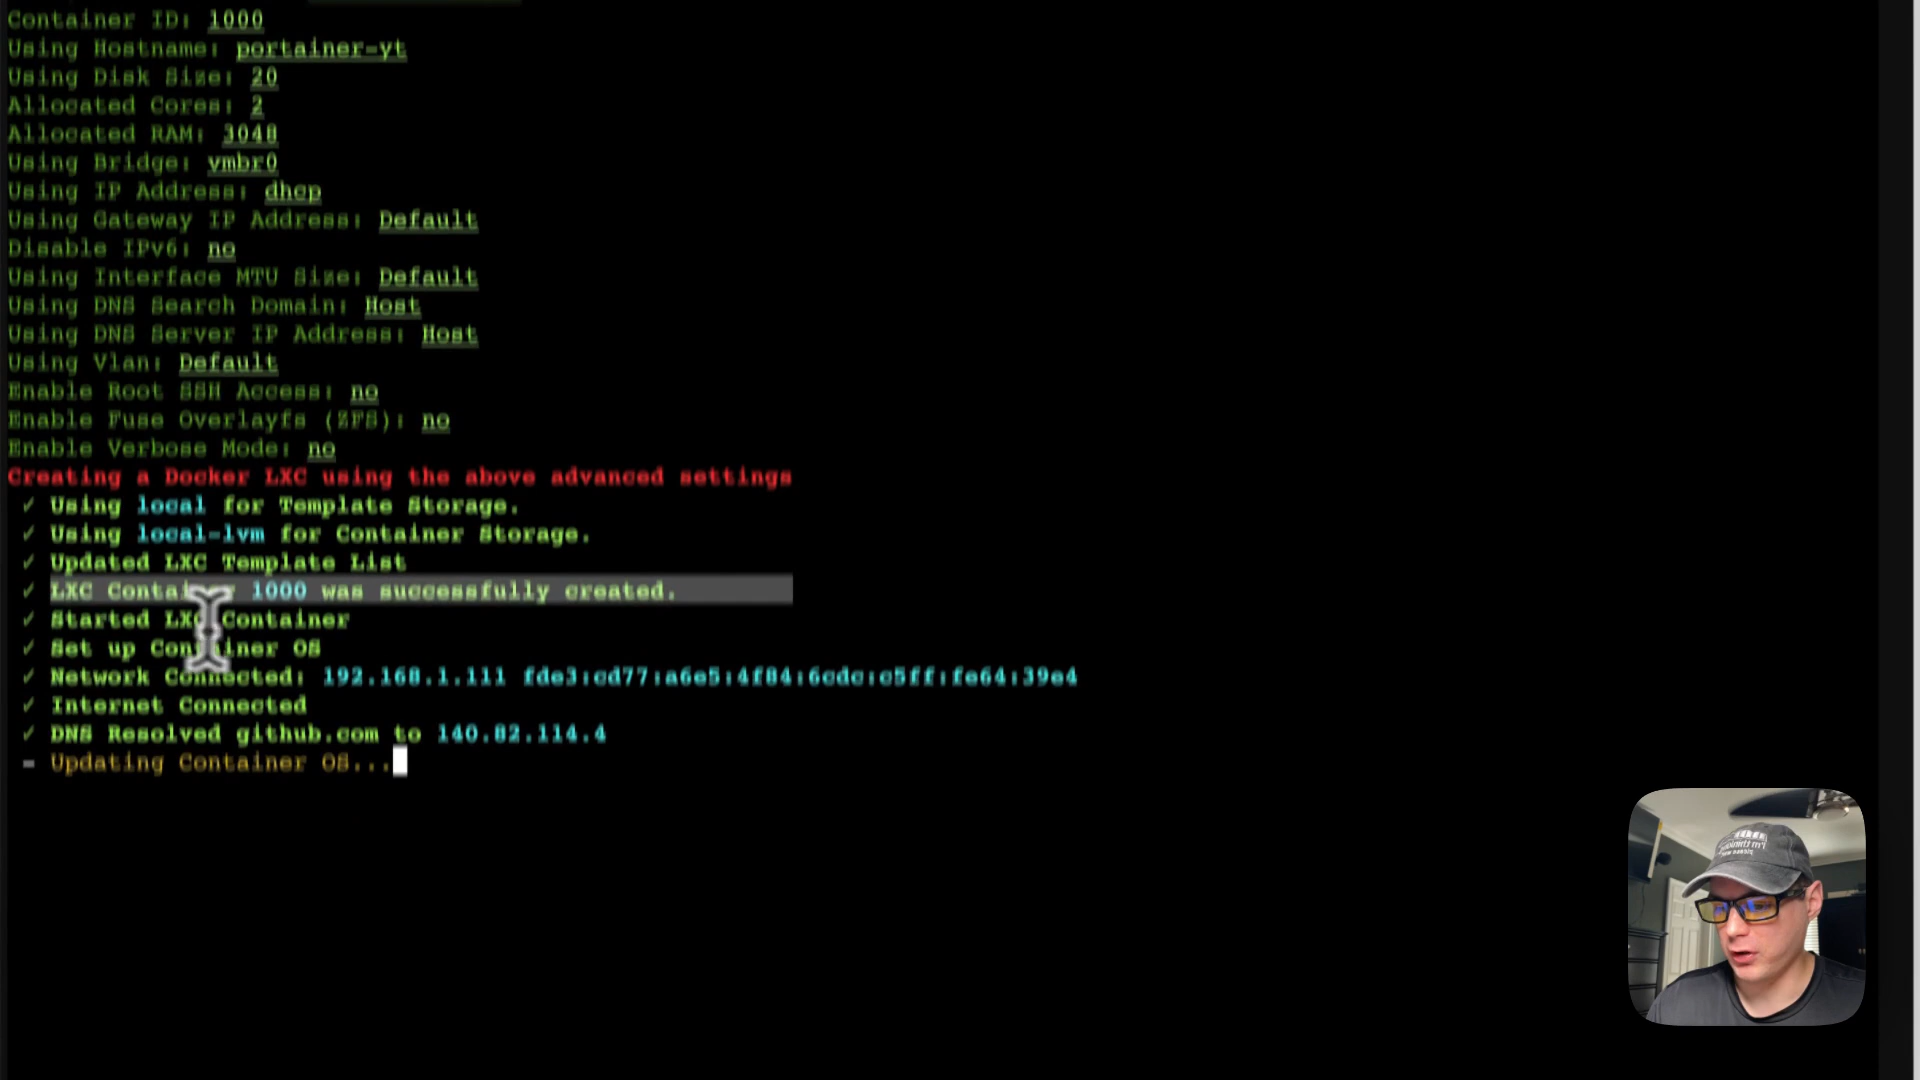 Container ID: 1000
Using Hostname: portainer-yt
Using Disk Size: 20
Allocated Cores: 2
Allocated RAM: 3048
Using Bridge: vmbr0
Using IP Address: dhcp
Using Gateway IP Address: Default
Disable IPv6: no
Using Interface MTU Size: Default
Using DNS Search Domain: Host
Using DNS Server IP Address: Host
Using Vlan: Default
Enable Root SSH Access: no
Enable Fuse Overlayfs (ZFS): no
Enable Verbose Mode: no
Creating a Docker LXC using the above advanced settings
✓ Using local for Template Storage.
✓ Using local-lvm for Container Storage.
✓ Updated LXC Template List
✓ LXC Container 1000 was successfully created.
✓ Started LXC Container
✓ Set up Container OS
✓ Network Connected: 192.168.1.111 fde3:cd77:a6e5:4f84:6cdc:c5ff:fe64:39e4
✓ Internet Connected
✓ DNS Resolved github.com to 140.82.114.4
- Updating Container OS...